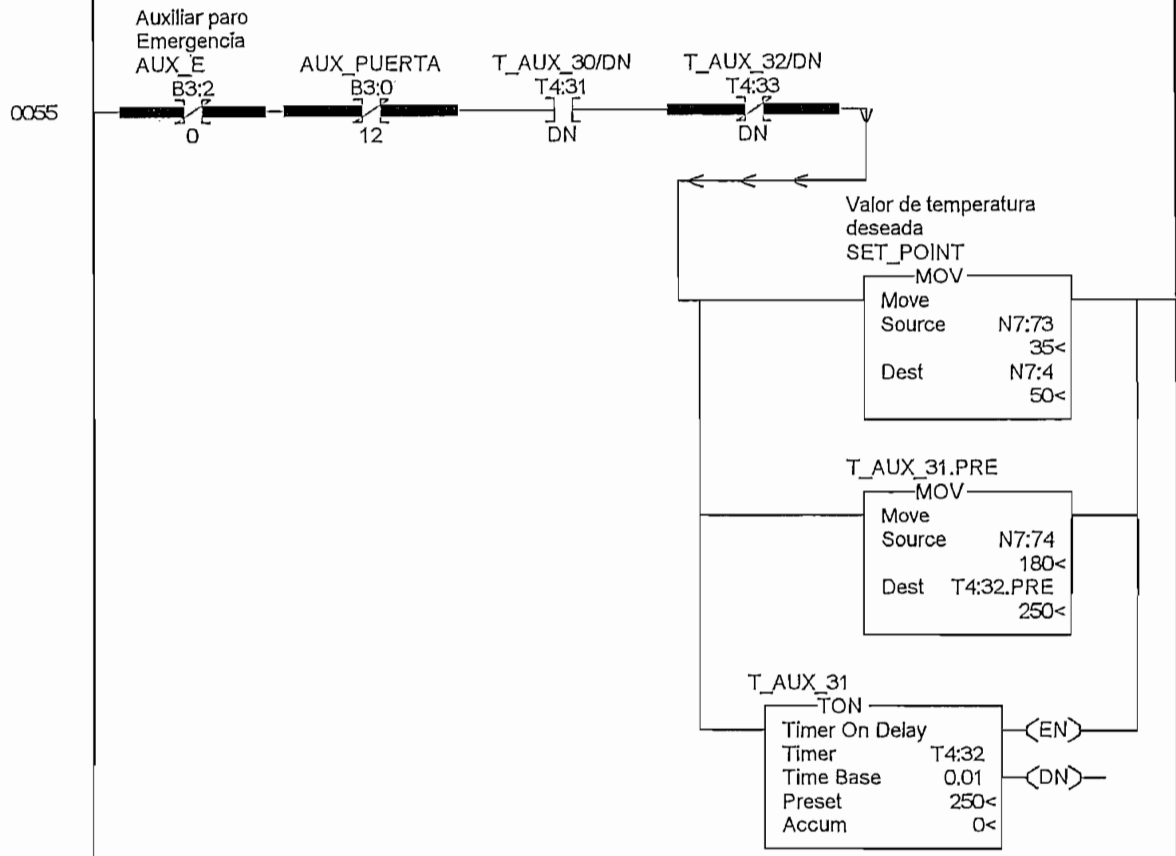 Auxiliar paro
Emergencía
AUX_E AUX_PUERTA T_AUX_30/DN T_AUX_32/DN
B3:2 B3:0 T4:31 T4:33
0055
0 12 DN DN
Valor de temperatura
deseada
SET_POINT
MOV
Move
Source N7:73
35<
Dest N7:4
50<
T_AUX_31.PRE
MOV
Move
Source N7:74
180<
Dest T4:32.PRE
250<
T_AUX_31
TON
Timer On Delay (EN)
Timer T4:32
Time Base 0.01 (DN)
Preset 250<
Accum 0<